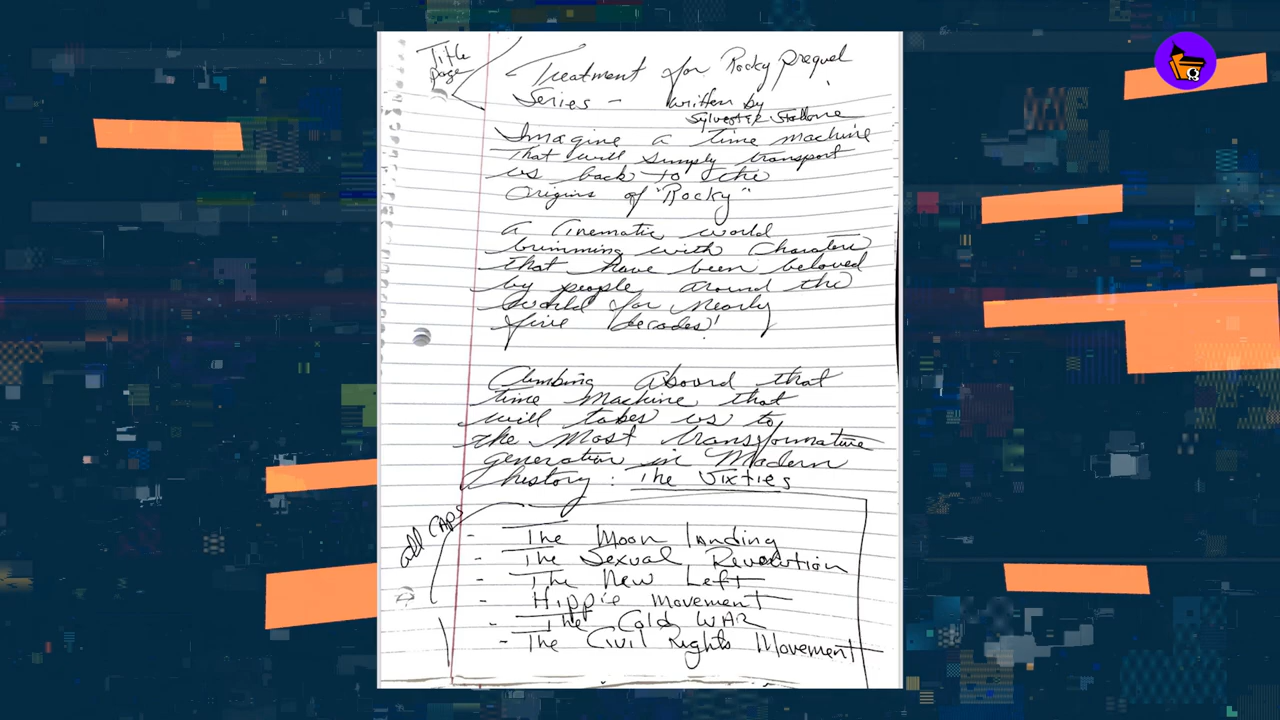 Title
page
Treatment for Rocky prequel
Series - written by
Sylvester Stallone
Imagine a Time machine
That will simply transport
us back to the
Origins of "Rocky"
a Cinematic world
brimming with Characters
that have been beloved
by people around the
World for Nearly
five decades!
Climbing Aboard that
time Machine that
will takes us to
the Most transformative
generation in Modern
history: The Sixties
all CAPS
- The Moon landing
- The Sexual Revolution
- The New Left
- Hippie Movement
- The Cold WAR
- The Civil Rights Movement